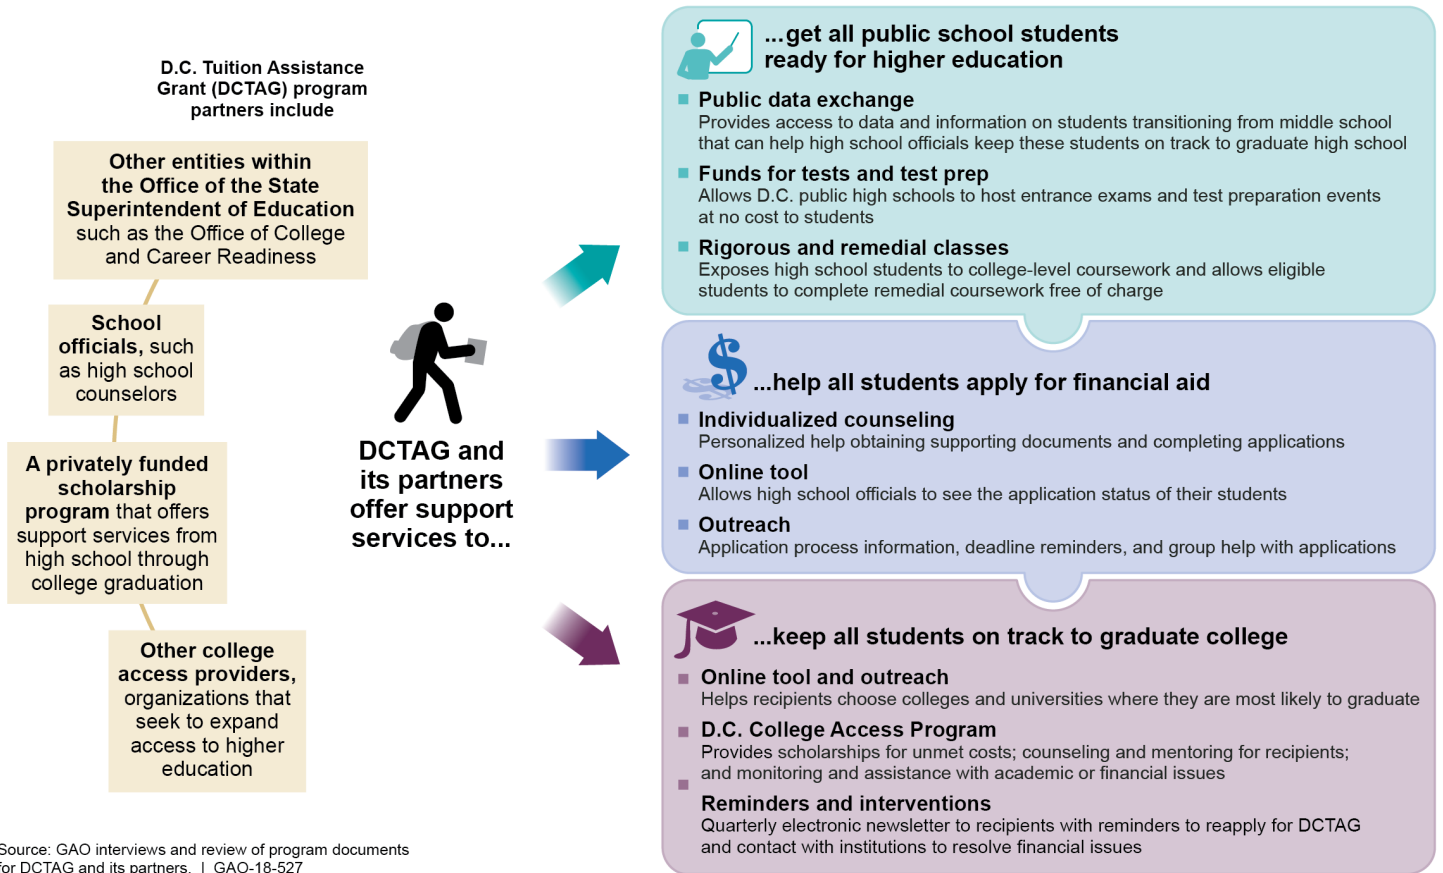 D.C. Tuition Assistance
Grant (DCTAG) program
partners include
Other entities within
the Office of the State
Superintendent of Education
such as the Office of College
and Career Readiness
School
officials, such
as high school
counselors
A privately funded
scholarship
program that offers
support services from
high school through
college graduation
Other college
access providers,
organizations that
seek to expand
access to higher
education
DCTAG and
its partners
offer support
services to...
...get all public school students
ready for higher education
Public data exchange
Provides access to data and information on students transitioning from middle school
that can help high school officials keep these students on track to graduate high school
Funds for tests and test prep
Allows D.C. public high schools to host entrance exams and test preparation events
at no cost to students
Rigorous and remedial classes
Exposes high school students to college-level coursework and allows eligible
students to complete remedial coursework free of charge
$
...help all students apply for financial aid
Individualized counseling
Personalized help obtaining supporting documents and completing applications
Online tool
Allows high school officials to see the application status of their students
Outreach
Application process information, deadline reminders, and group help with applications
...keep all students on track to graduate college
Online tool and outreach
Helps recipients choose colleges and universities where they are most likely to graduate
D.C. College Access Program
Provides scholarships for unmet costs; counseling and mentoring for recipients;
and monitoring and assistance with academic or financial issues
Reminders and interventions
Quarterly electronic newsletter to recipients with reminders to reapply for DCTAG
and contact with institutions to resolve financial issues
Source: GAO interviews and review of program documents
for DCTAG and its partners. | GAO-18-527